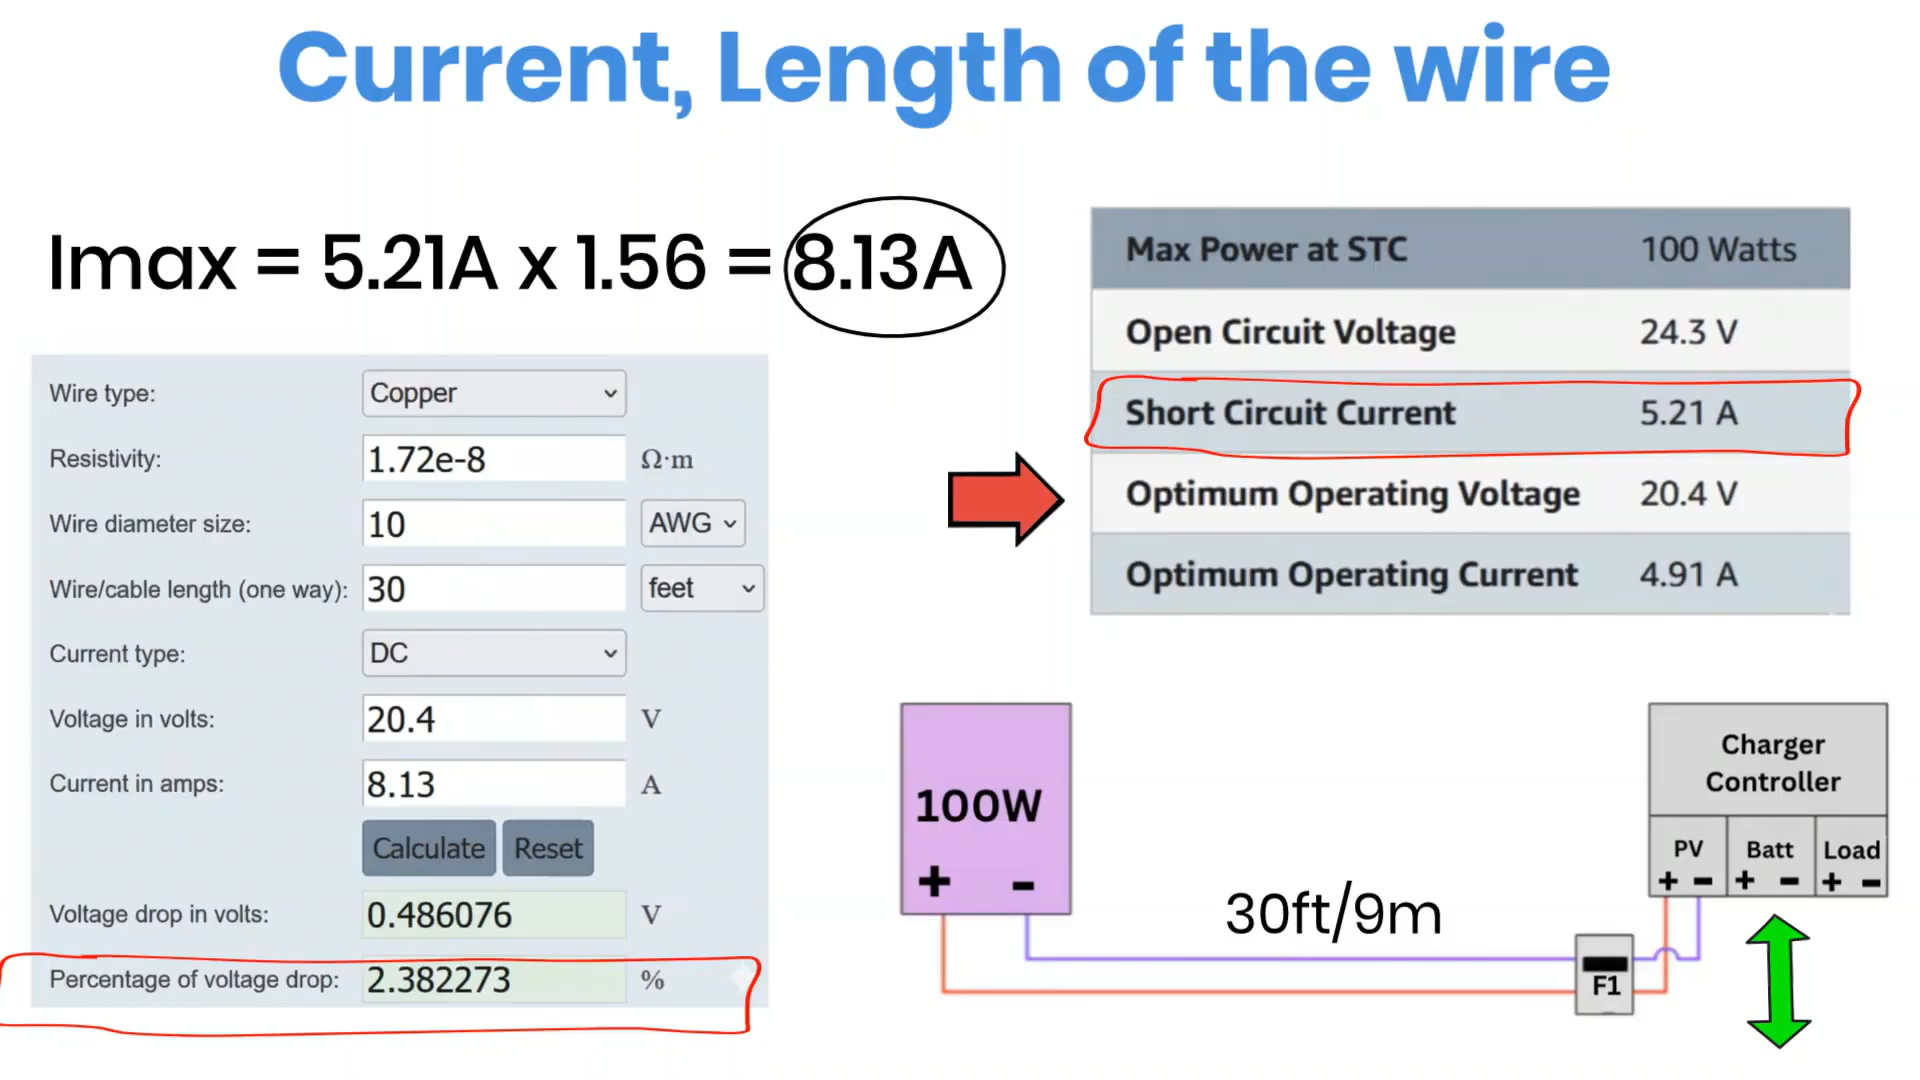 Current, Length of the wire
Imax = 5.21A x 1.56 = 8.13A
Max Power at STC 100 Watts
Open Circuit Voltage 24.3 V
Short Circuit Current 5.21 A
Optimum Operating Voltage 20.4 V
Optimum Operating Current 4.91 A
Wire type: Copper
Resistivity: 1.72e-8 Ω·m
Wire diameter size: 10 AWG
Wire/cable length (one way): 30 feet
Current type: DC
Voltage in volts: 20.4 V
Current in amps: 8.13 A
Calculate Reset
Voltage drop in volts: 0.486076 V
Percentage of voltage drop: 2.382273 %
100W
+ -
30ft/9m
F1
Charger
Controller
PV Batt Load
+ - + - + -